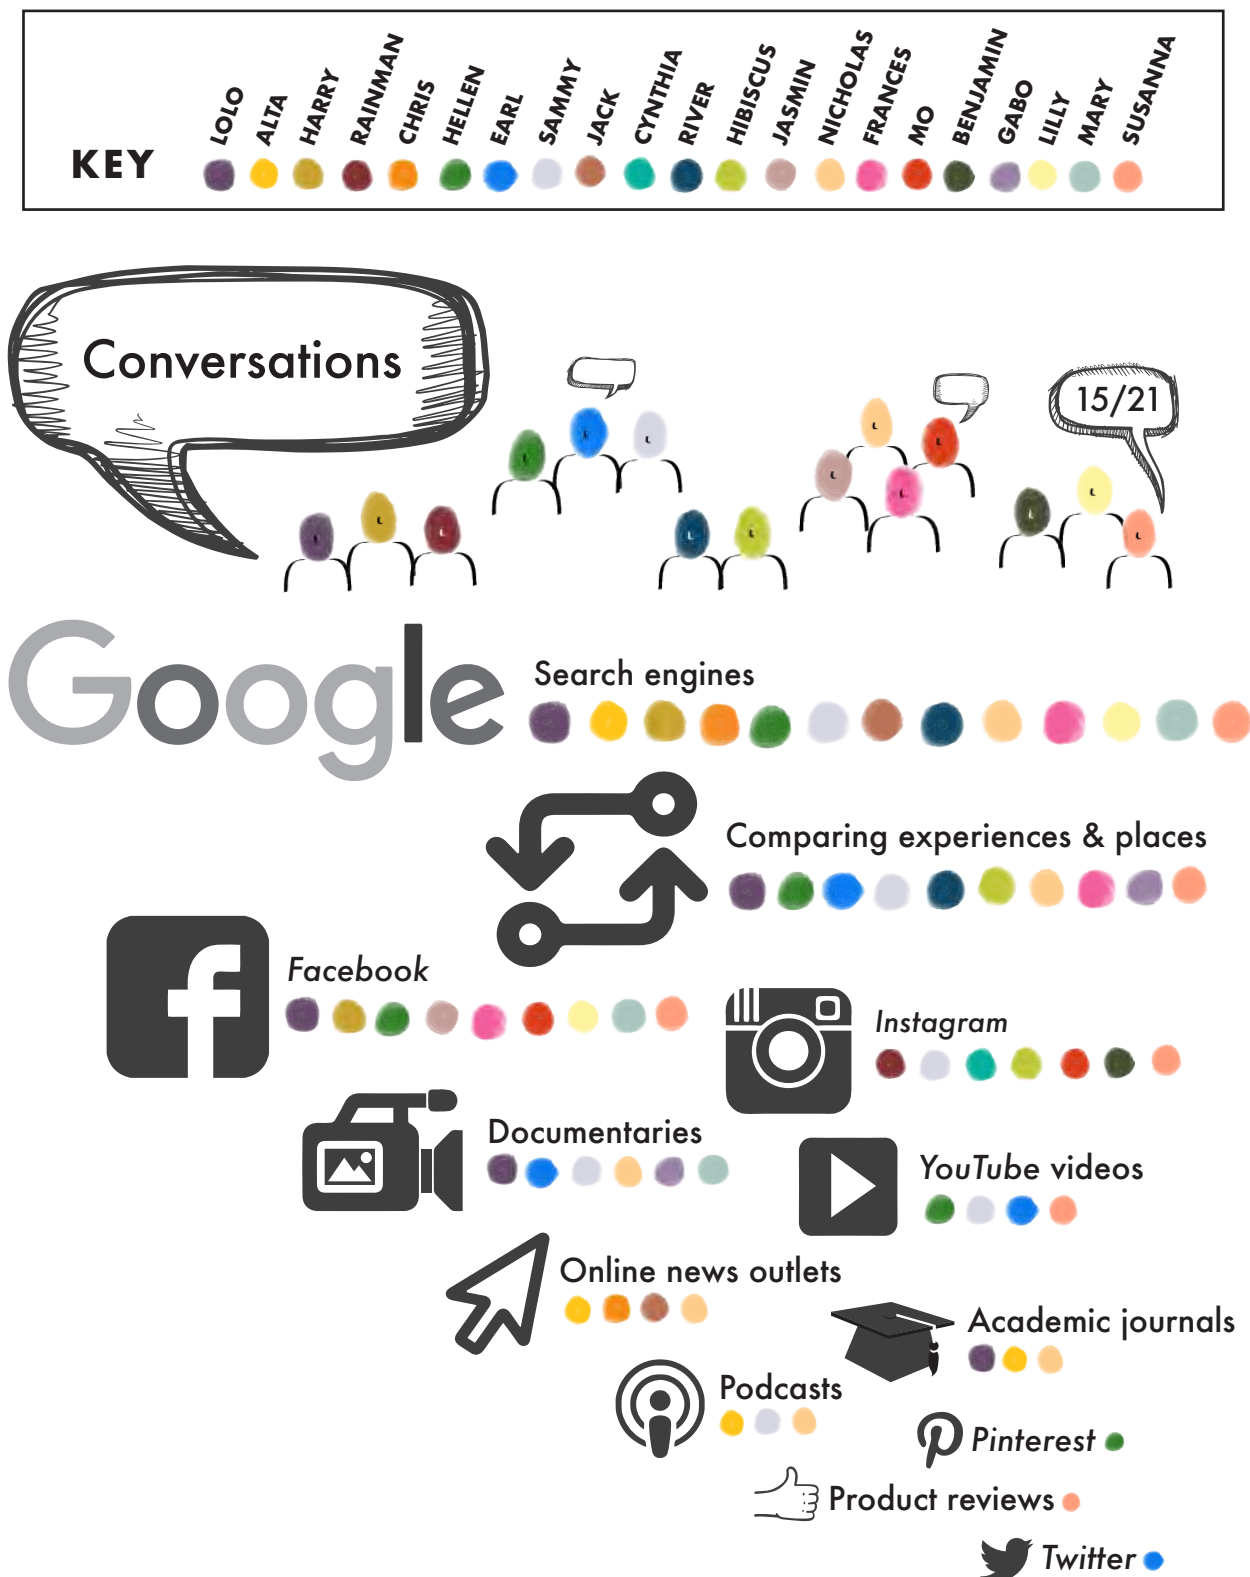 KEY
LOLO
ALTA
HARRY
RAINMAN
CHRIS
HELLEN
EARL
SAMMY
JACK
CYNTHIA
RIVER
HIBISCUS
JASMIN
NICHOLAS
FRANCES
MO
BENJAMIN
GABO
LILLY
MARY
SUSANNA
Conversations
15/21
Google
Search engines
Comparing experiences & places
Facebook
Instagram
Documentaries
YouTube videos
Online news outlets
Academic journals
Podcasts
Pinterest
Product reviews
Twitter